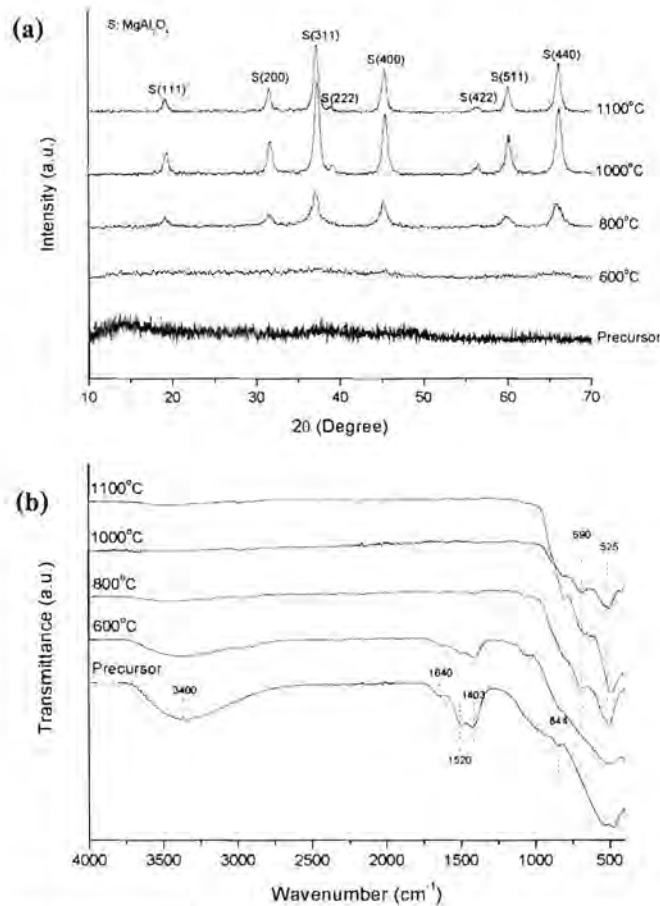 (a)
S: MgAl₂O₄
S(111)
S(200)
S(311)
S(222)
S(400)
S(422)
S(511)
S(440)
1100°C
1000°C
800°C
600°C
Precursor
Intensity (a.u.)
10 20 30 40 50 60 70
2θ (Degree)
(b)
1100°C
1000°C
800°C
600°C
Precursor
690
525
3400
1640
1403
1520
844
Transmittance (a.u.)
4000 3500 3000 2500 2000 1500 1000 500
Wavenumber (cm⁻¹)